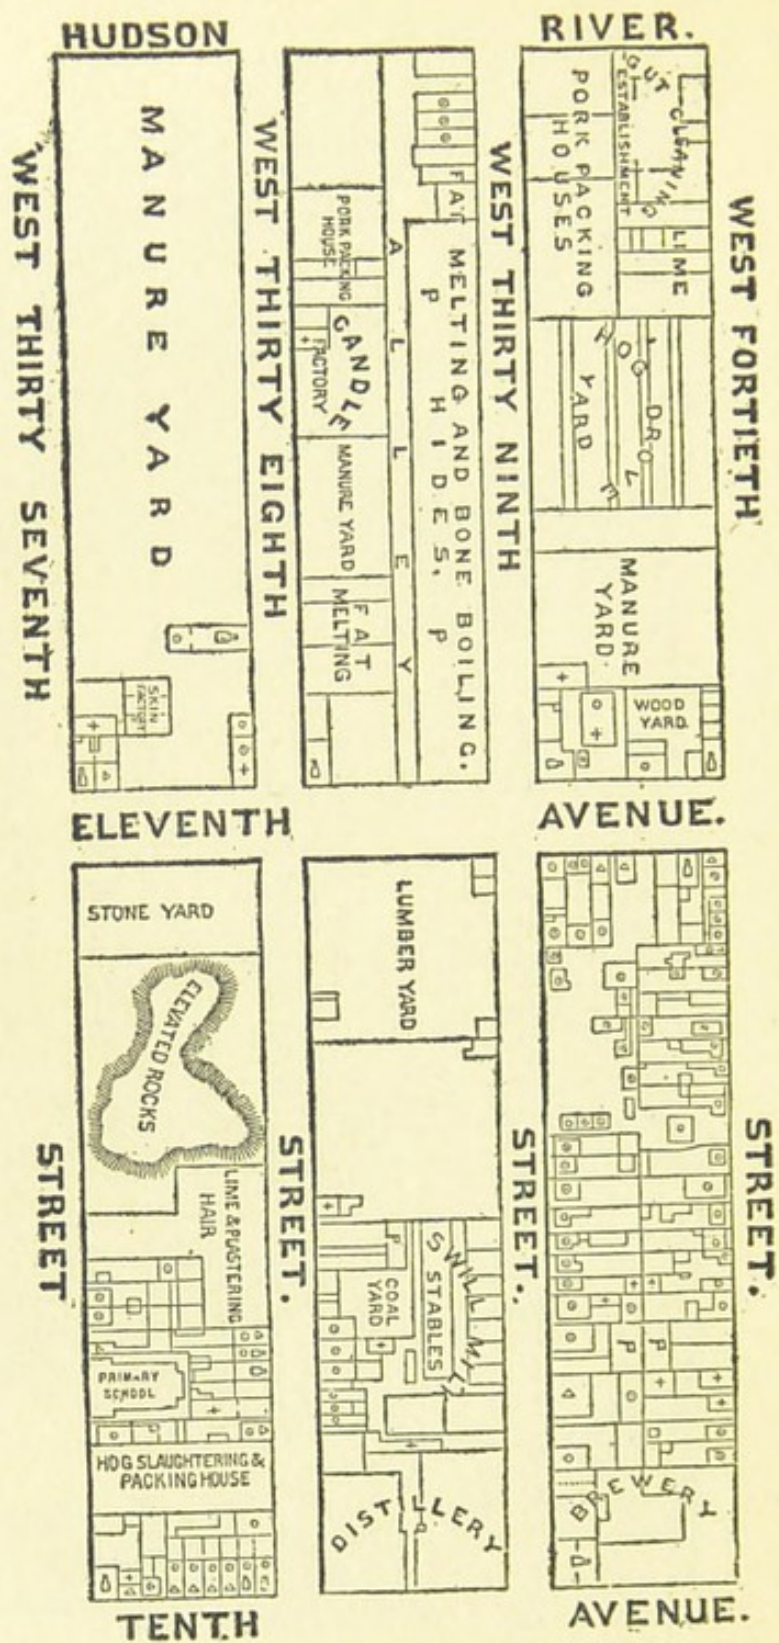 HUDSON RIVER.
WEST THIRTY SEVENTH STREET
WEST THIRTY EIGHTH STREET.
WEST THIRTY NINTH STREET.
WEST FORTIETH STREET.
MANURE YARD
SKIN
FACTORY
PORK PACKING
HOUSE
CANDLE
FACTORY
MANURE YARD
FAT
MELTING
ALLEY
FAT MELTING AND BONE BOILING.
P HIDES, P
PORK PACKING
HOUSES
GUT CLEANING
ESTABLISHMENT
LIME
HOG DROVE
YARD
MANURE
YARD.
WOOD
YARD.
ELEVENTH AVENUE.
STONE YARD
ELEVATED ROCKS
LIME & PLASTERING
HAIR
PRIMARY
SCHOOL
HOG SLAUGHTERING &
PACKING HOUSE
LUMBER YARD
P
COAL
YARD
SWILL MILK
STABLES
DISTILLERY
P P
BREWERY
TENTH AVENUE.